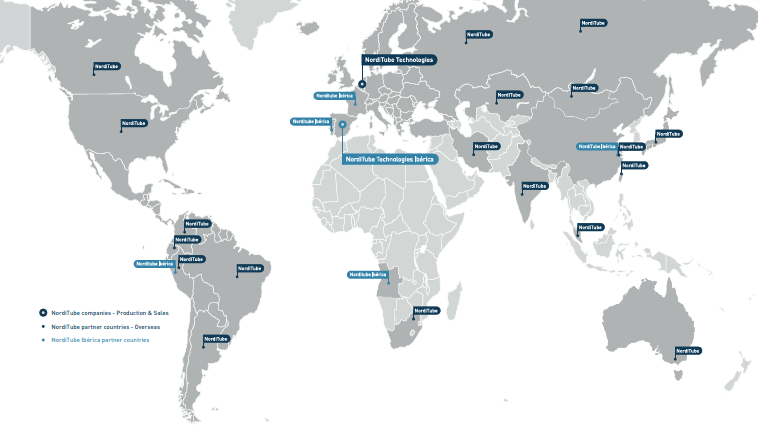 NordiTube
NordiTube
NordiTube Technologies
NordiTube
NordiTube
NordiTube Ibérica
NordiTube
NordiTube Ibérica
NordiTube
NordiTube
NordiTube
NordiTube Ibérica
NordiTube
NordiTube
NordiTube Technologies Ibérica
NordiTube
NordiTube
NordiTube
NordiTube
NordiTube
NordiTube
NordiTube Ibérica
NordiTube
NordiTube
NordiTube Ibérica
NordiTube
NordiTube companies - Production & Sales
NordiTube partner countries - Overseas
NordiTube Ibérica partner countries
NordiTube
NordiTube